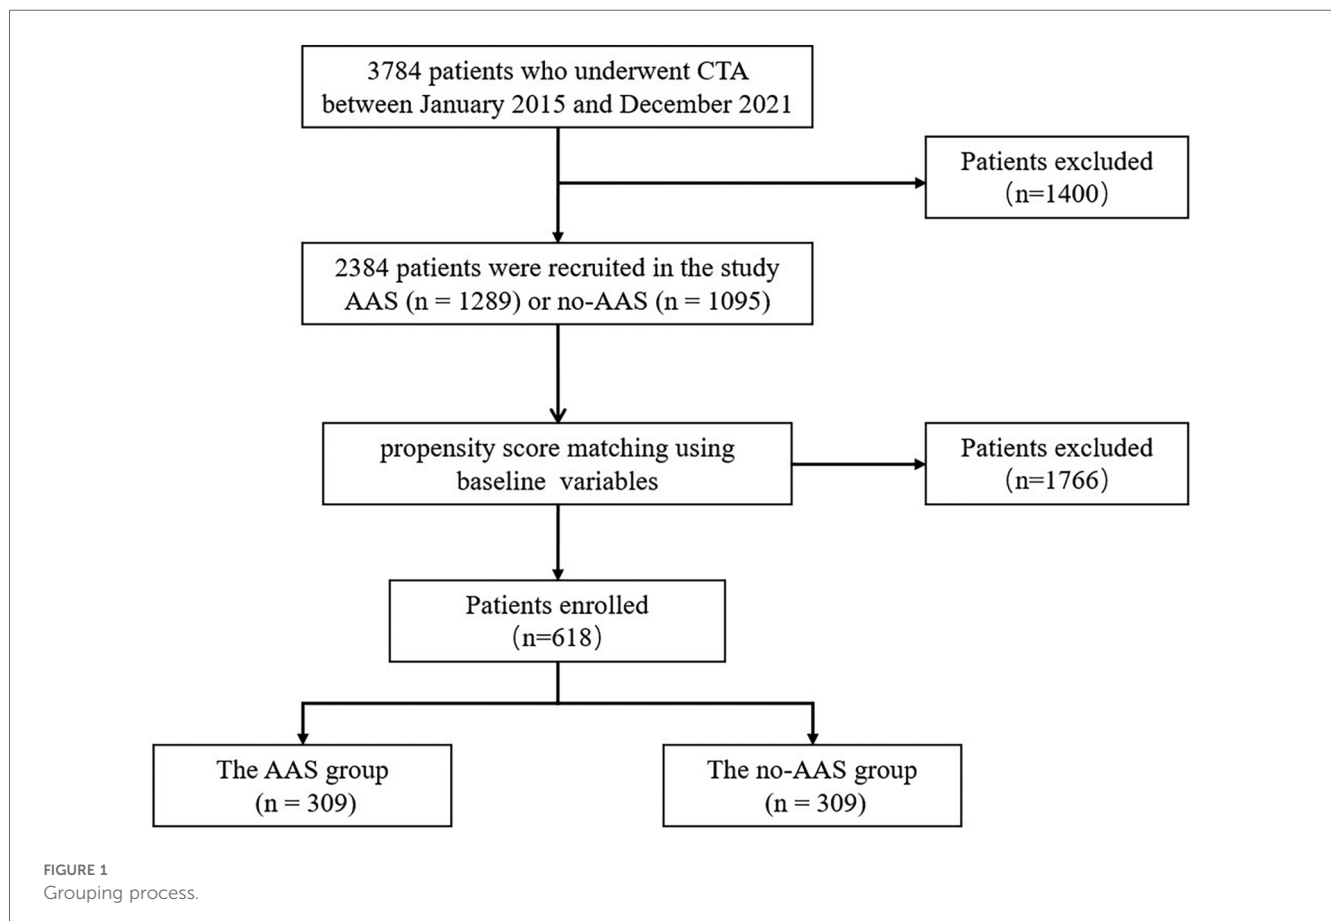 3784 patients who underwent CTA
between January 2015 and December 2021
Patients excluded
(n=1400)
2384 patients were recruited in the study
AAS (n = 1289) or no-AAS (n = 1095)
propensity score matching using
baseline  variables
Patients excluded
(n=1766)
Patients enrolled
(n=618)
The AAS group
(n = 309)
The no-AAS group
(n = 309)
FIGURE 1
Grouping process.